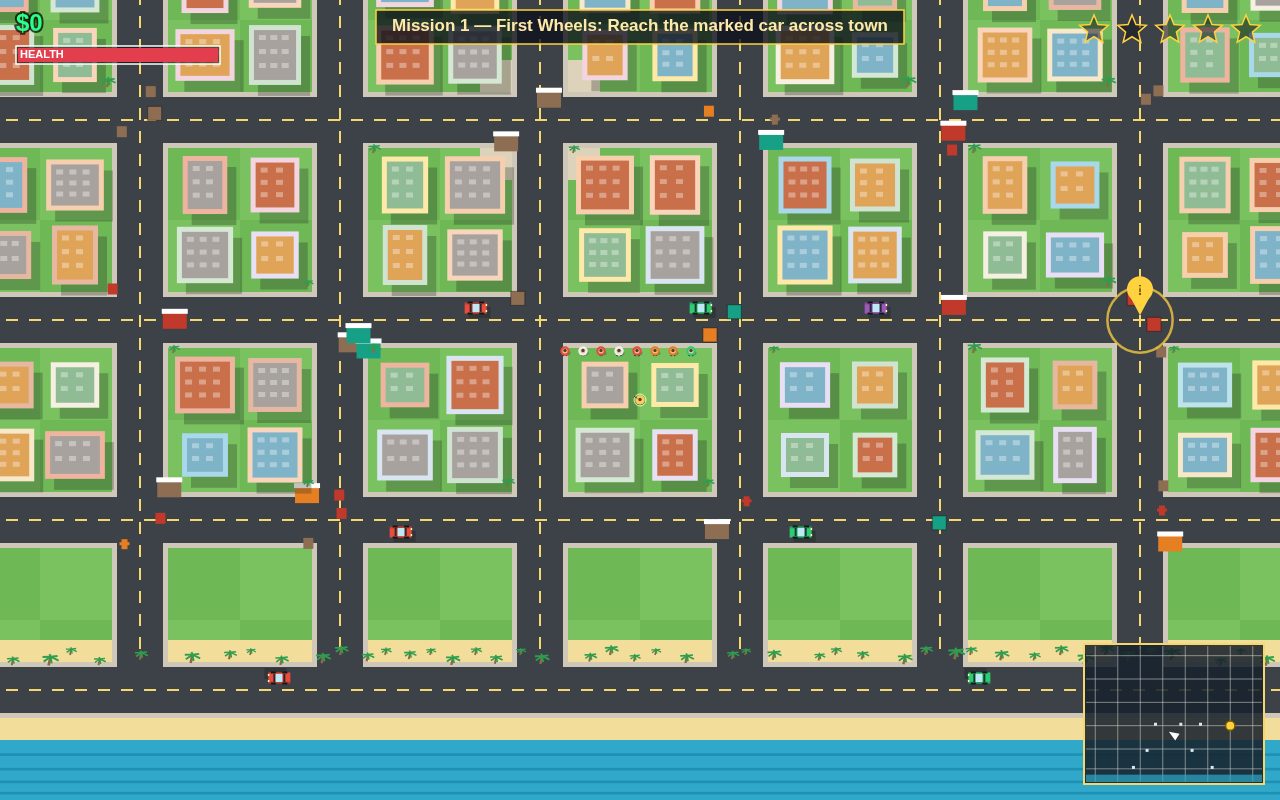 $0
Mission 1 — First Wheels: Reach the marked car across town
HEALTH
i